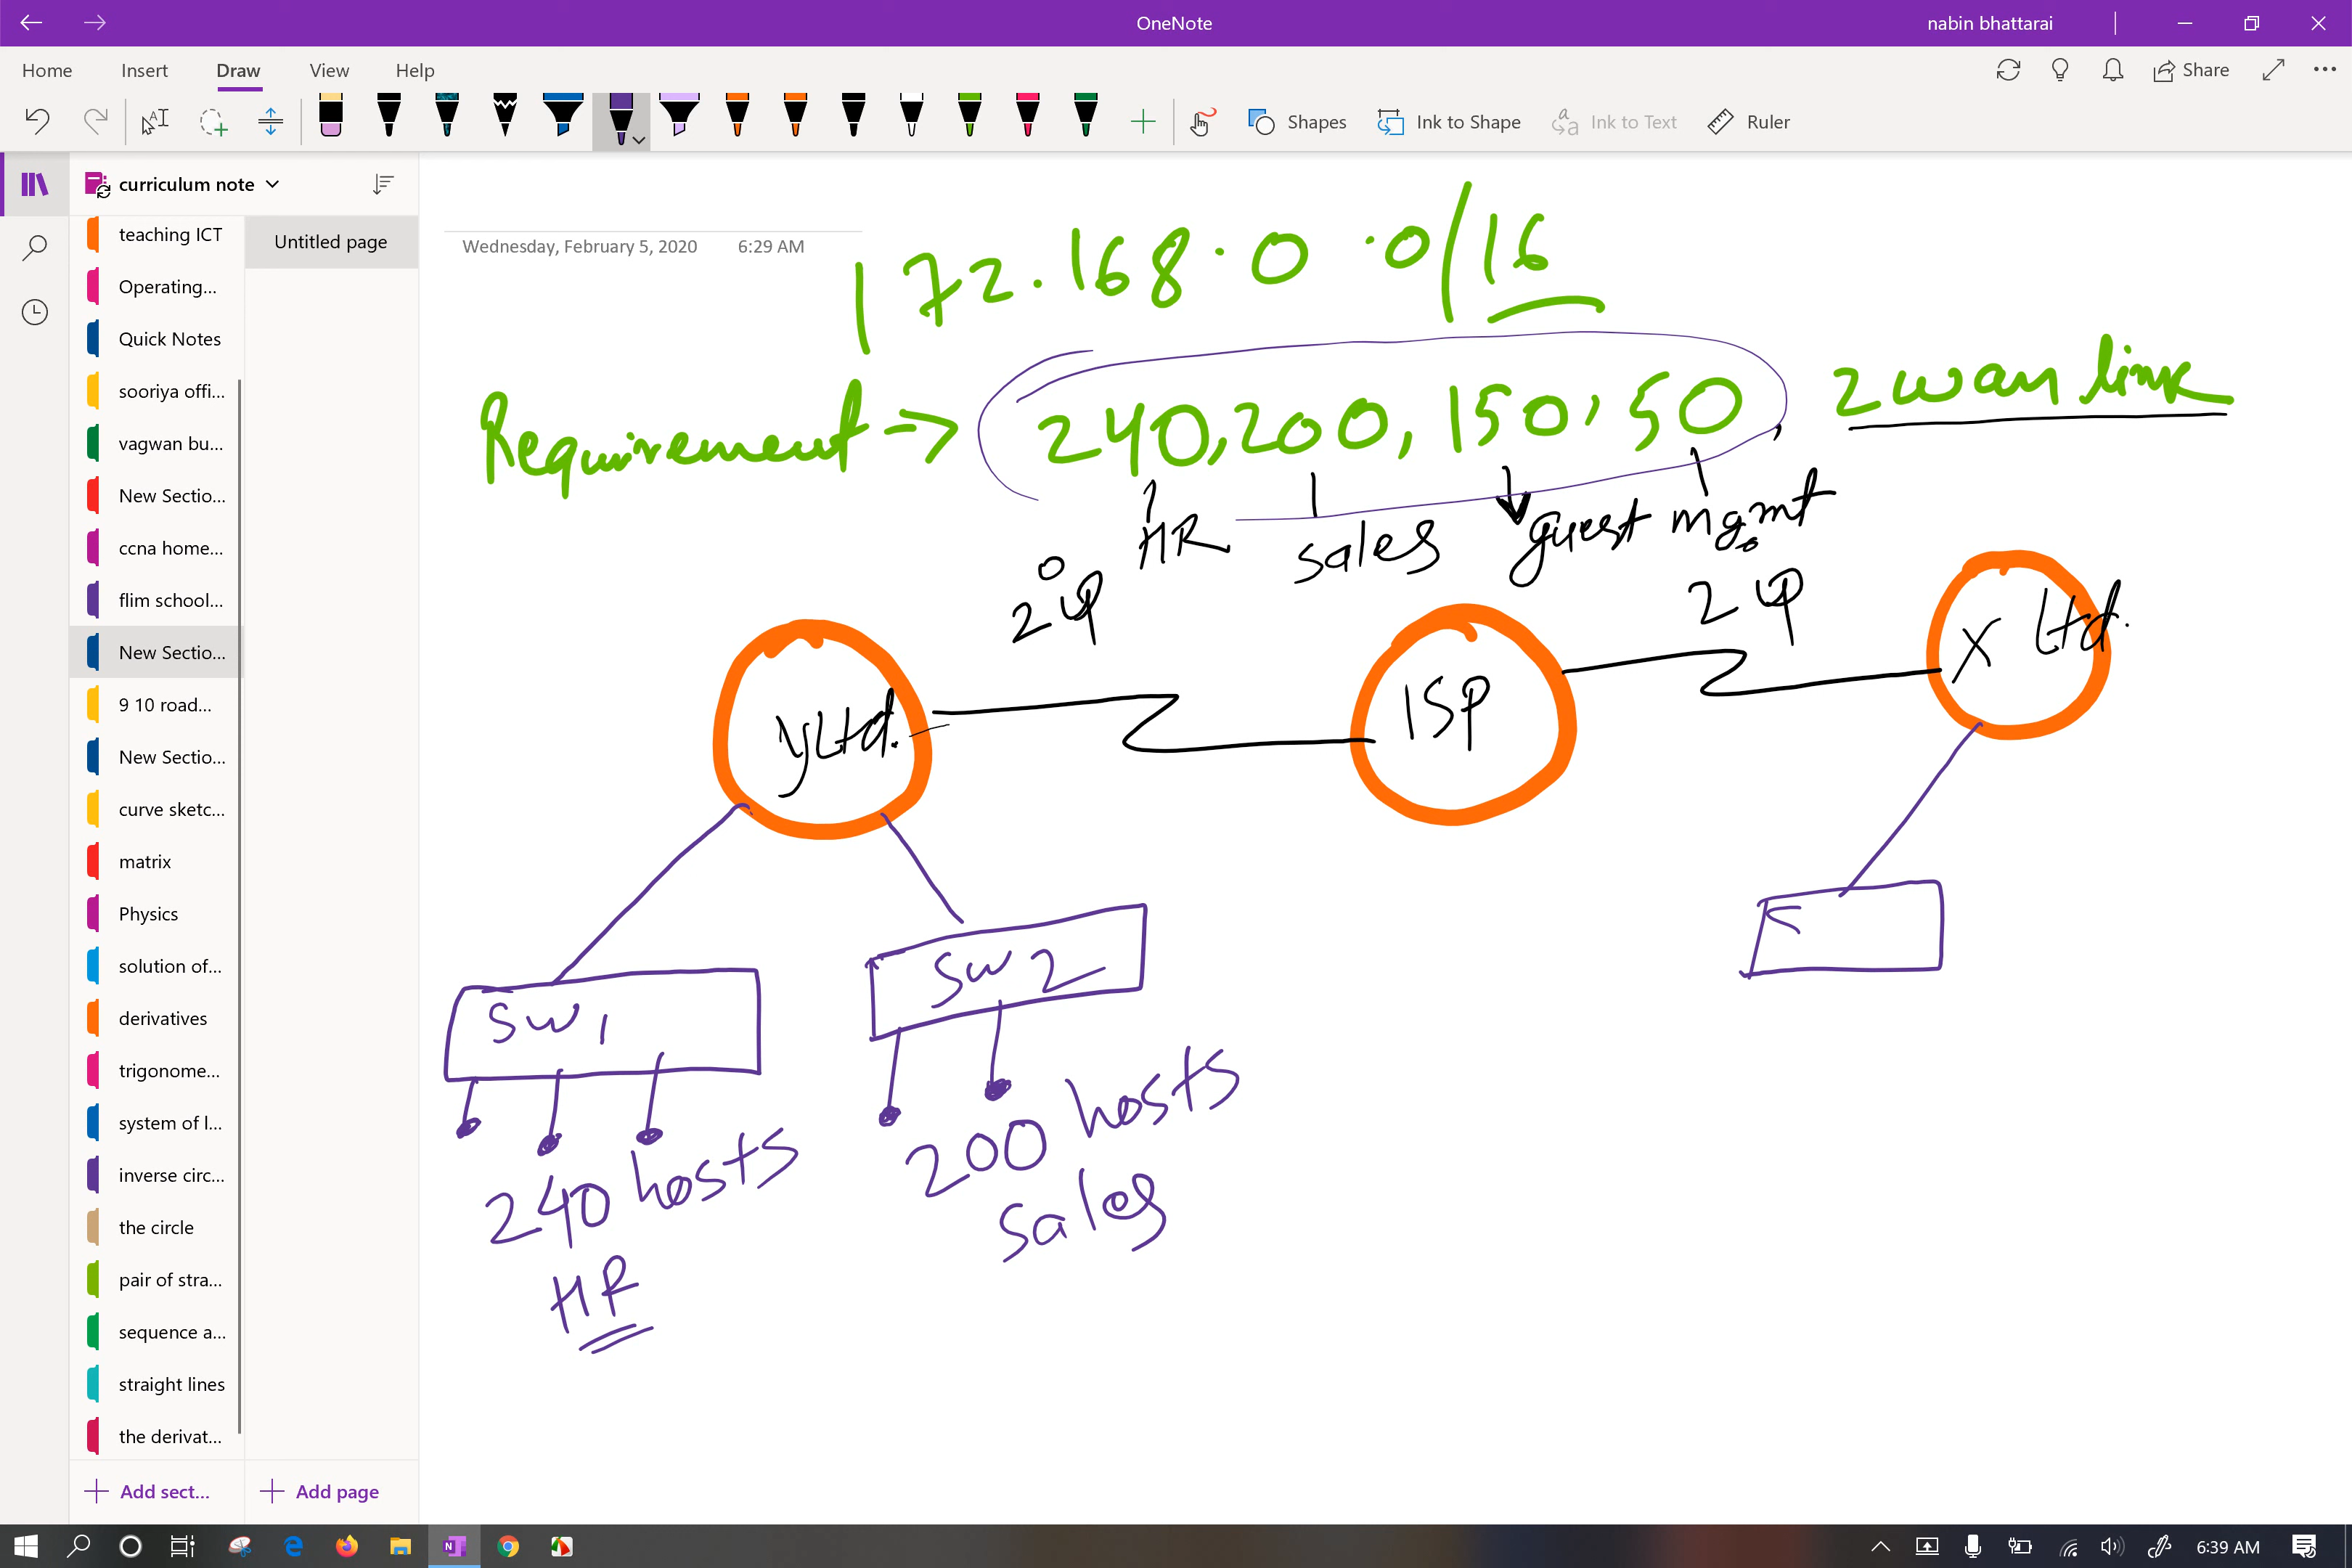 OneNote
nabin bhattarai
Home Insert Draw View Help
Share
Shapes Ink to Shape Ink to Text Ruler
curriculum note
teaching ICT
Operating...
Quick Notes
sooriya offi...
vagwan bu...
New Sectio...
ccna home...
flim school...
New Sectio...
9 10 road...
New Sectio...
curve sketc...
matrix
Physics
solution of...
derivatives
trigonome...
system of l...
inverse circ...
the circle
pair of stra...
sequence a...
straight lines
the derivat...
Add sect...
Untitled page
Add page
Wednesday, February 5, 2020 6:29 AM
172.168.0.0/16
Requirement → 240, 200, 150, 50, 2 wan link
HR sales guest mgmt
2 ip 2 ip
y Ltd. ISP X Ltd.
SW1 SW2 S
240 hosts
HR
200 hosts
sales
6:39 AM